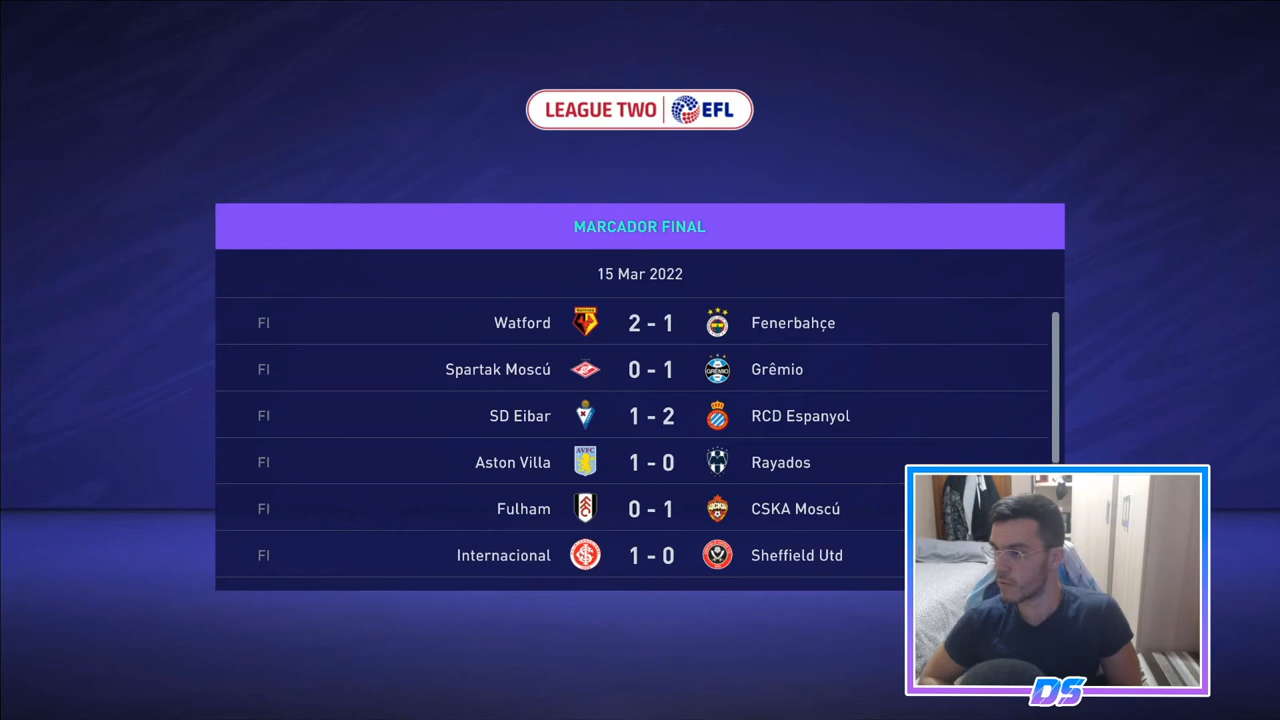 LEAGUE TWO | EFL
MARCADOR FINAL
15 Mar 2022
FI Watford 2 - 1 Fenerbahçe
FI Spartak Moscú 0 - 1 Grêmio
FI SD Eibar 1 - 2 RCD Espanyol
FI Aston Villa 1 - 0 Rayados
FI Fulham 0 - 1 CSKA Moscú
FI Internacional 1 - 0 Sheffield Utd
DS